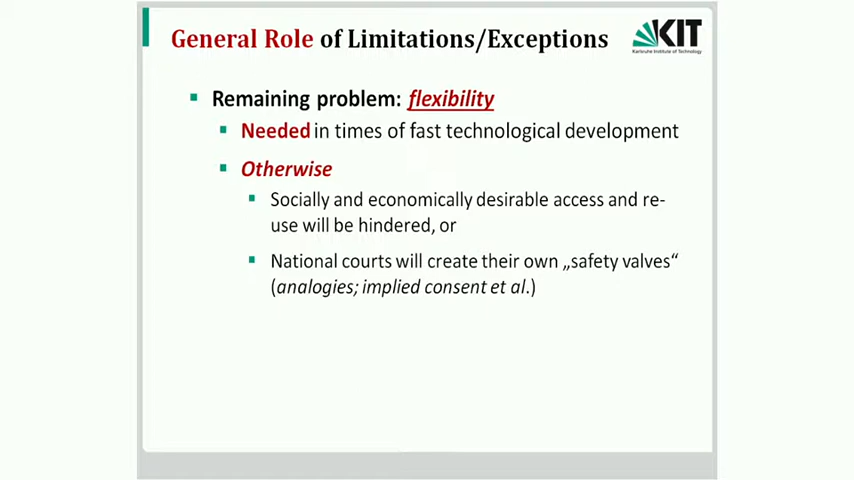 General Role of Limitations/Exceptions
KIT
Karlsruhe Institute of Technology
Remaining problem: flexibility
Needed in times of fast technological development
Otherwise
Socially and economically desirable access and re-
use will be hindered, or
National courts will create their own „safety valves“
(analogies; implied consent et al.)